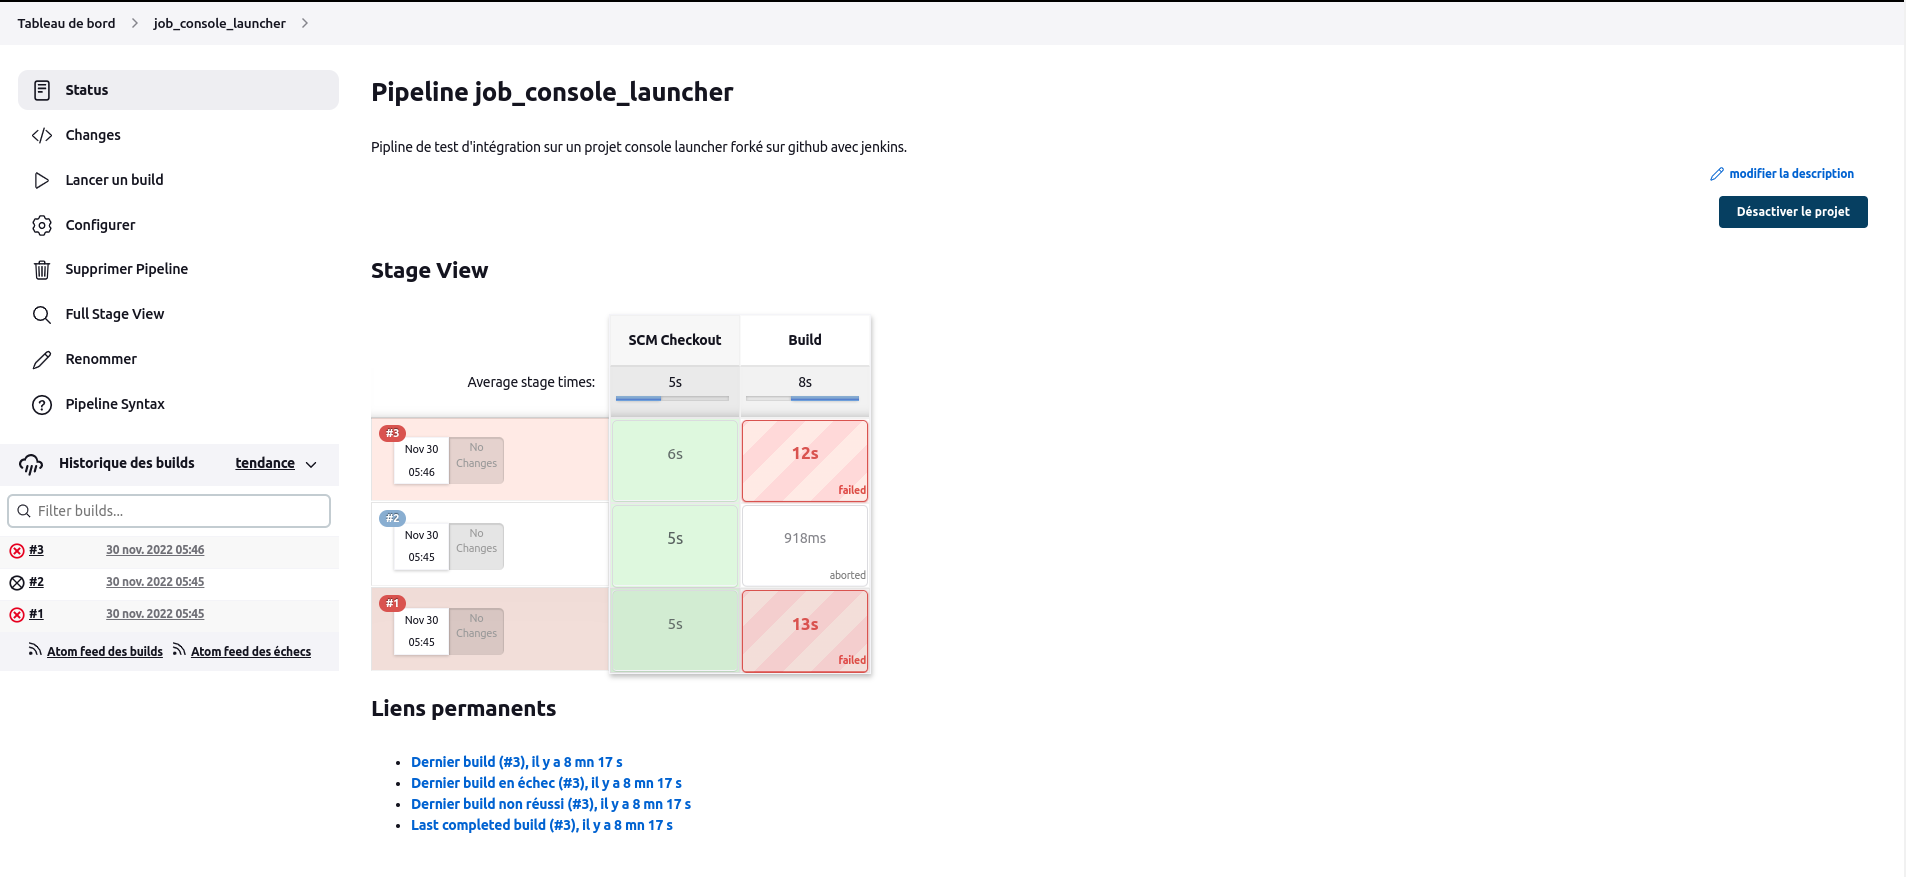 Tableau de bord > job_console_launcher >
Status
Changes
Lancer un build
Configurer
Supprimer Pipeline
Full Stage View
Renommer
Pipeline Syntax
Historique des builds tendance
Filter builds...
#3 30 nov. 2022 05:46
#2 30 nov. 2022 05:45
#1 30 nov. 2022 05:45
Atom feed des builds Atom feed des échecs
Pipeline job_console_launcher
Pipline de test d'intégration sur un projet console launcher forké sur github avec jenkins.
modifier la description
Désactiver le projet
Stage View
SCM Checkout Build
Average stage times: 5s 8s
#3
Nov 30
05:46
No
Changes
6s
12s
failed
#2
Nov 30
05:45
No
Changes
5s
918ms
aborted
#1
Nov 30
05:45
No
Changes
5s
13s
failed
Liens permanents
Dernier build (#3), il y a 8 mn 17 s
Dernier build en échec (#3), il y a 8 mn 17 s
Dernier build non réussi (#3), il y a 8 mn 17 s
Last completed build (#3), il y a 8 mn 17 s